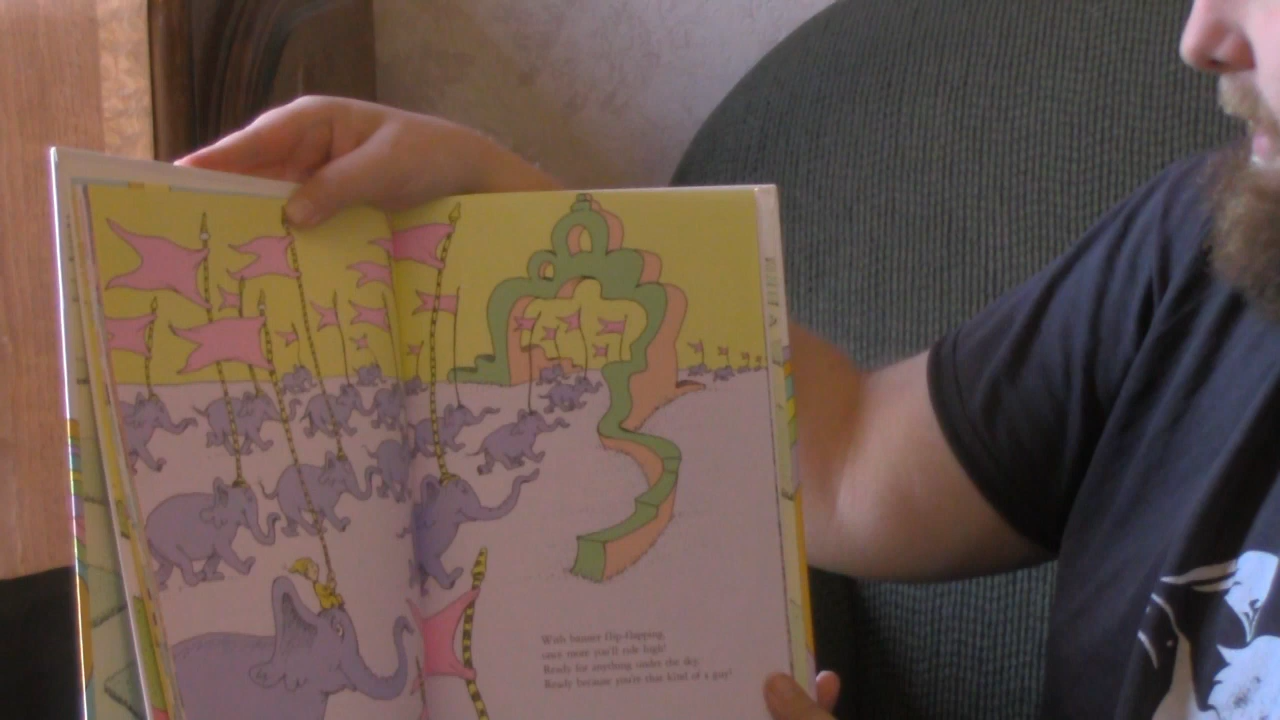 With banner flip-flapping,
once more you'll ride high!
Ready for anything under the sky.
Ready because you're that kind of a guy!